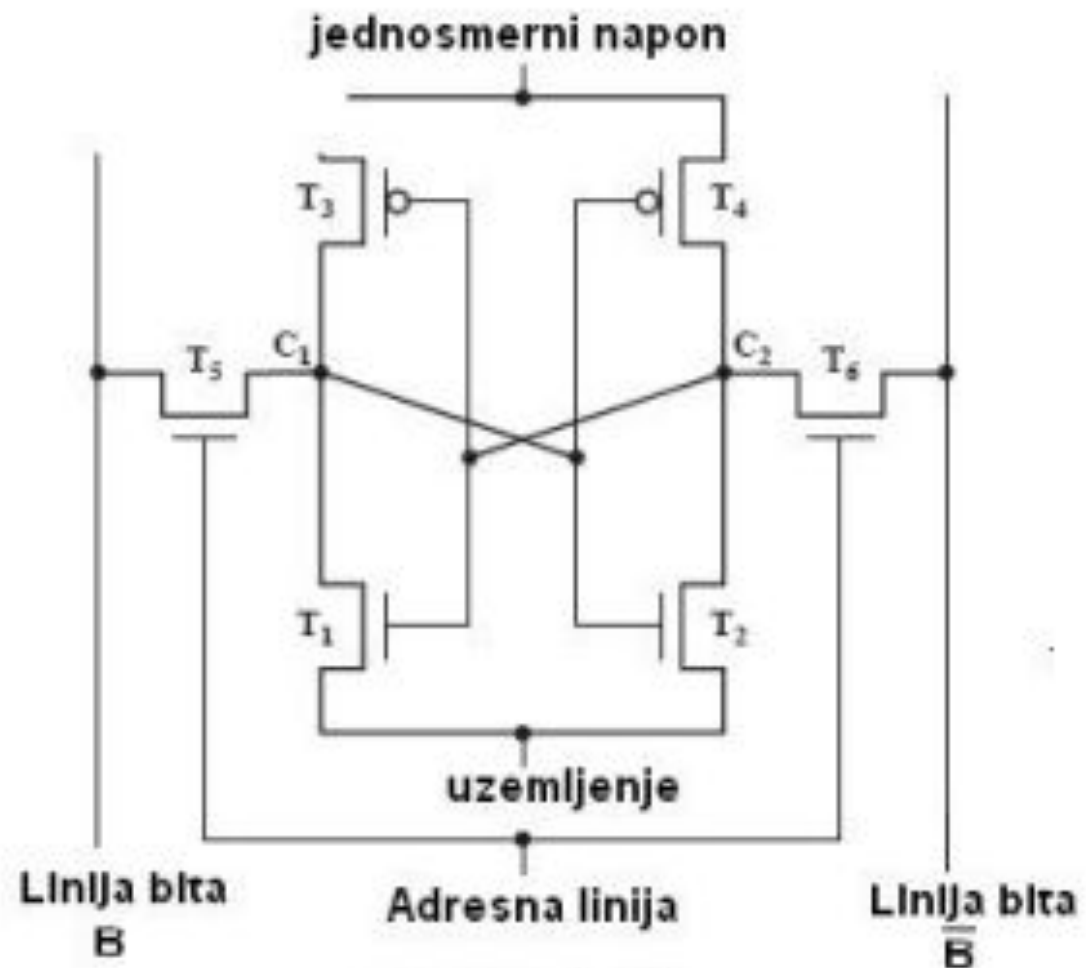 jednosmerni napon
T₃
T₄
C₁
T₅
C₂
T₆
T₁
T₂
uzemljenje
Adresna linija
Linija bita
B
Linija bita
B̅